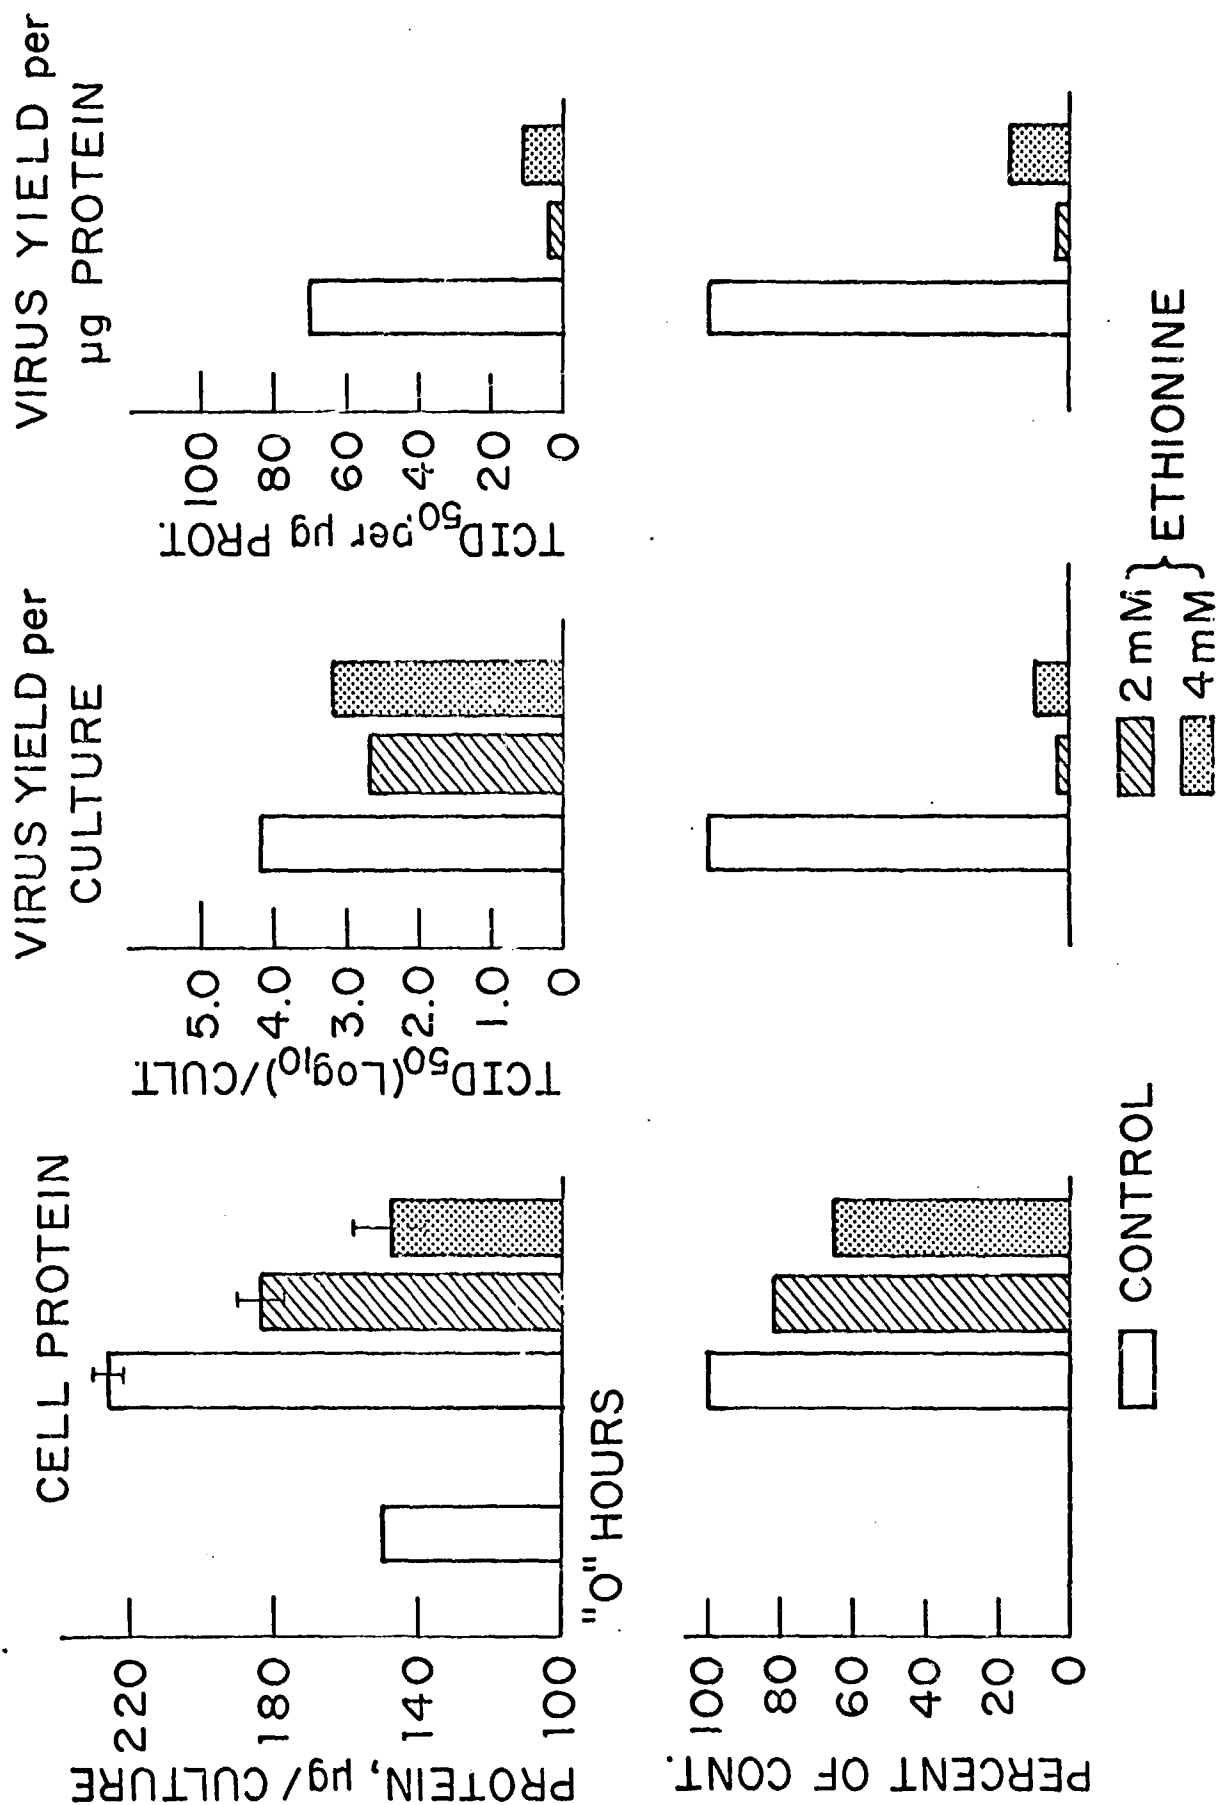 CELL PROTEIN
PROTEIN, µg/CULTURE
220
180
140
100
"O" HOURS
VIRUS YIELD per
CULTURE
TCID50(Log10)/CULT.
5.0
4.0
3.0
2.0
1.0
0
VIRUS YIELD per
µg PROTEIN
TCID50 per µg PROT.
100
80
60
40
20
0
PERCENT OF CONT.
100
80
60
40
20
0
CONTROL
2 mM
4 mM
ETHIONINE